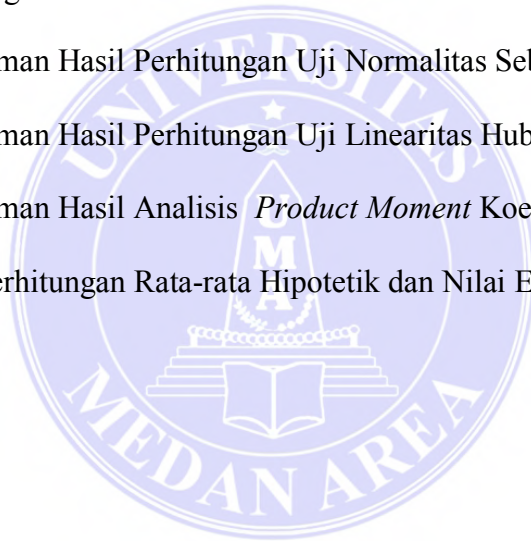 g
man Hasil Perhitungan Uji Normalitas Seb
man Hasil Perhitungan Uji Linearitas Hub
man Hasil Analisis Product Moment Koe
erhitungan Rata-rata Hipotetik dan Nilai E
UNIVERSITAS
UMA
MEDAN AREA